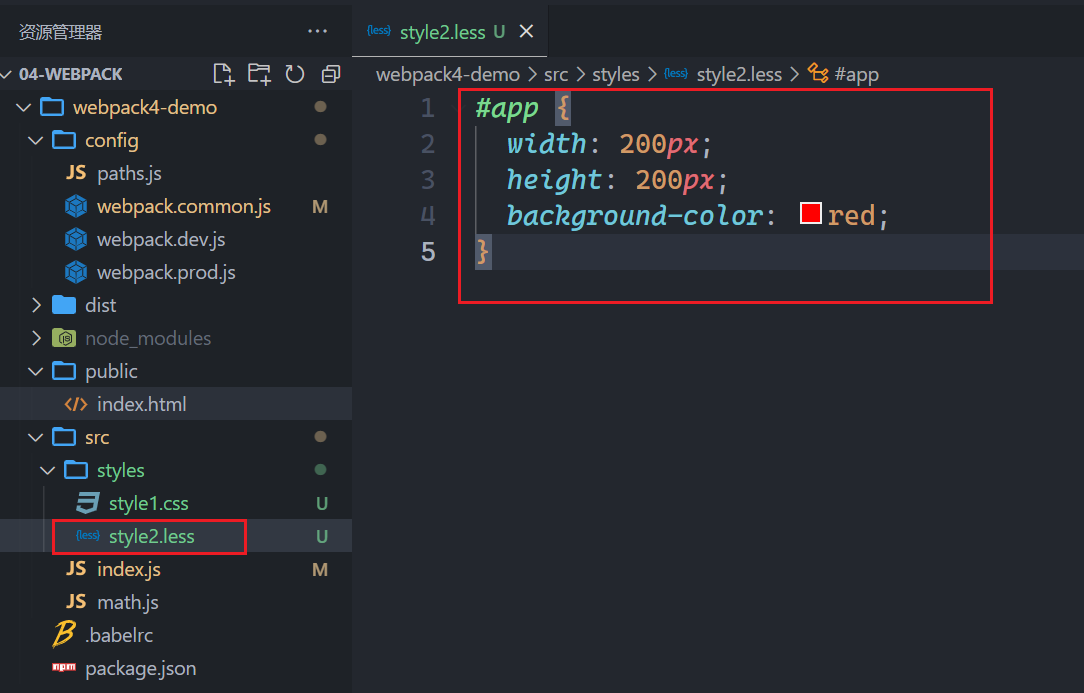 资源管理器 ···
04-WEBPACK
webpack4-demo
config
JS paths.js
webpack.common.js M
webpack.dev.js
webpack.prod.js
dist
JS node_modules
public
</> index.html
src
styles
style1.css U
{less} style2.less U
JS index.js M
JS math.js
B .babelrc
npm package.json
{less} style2.less U ×
webpack4-demo > src > styles > {less} style2.less > #app
1 #app {
2 width: 200px;
3 height: 200px;
4 background-color: red;
5 }